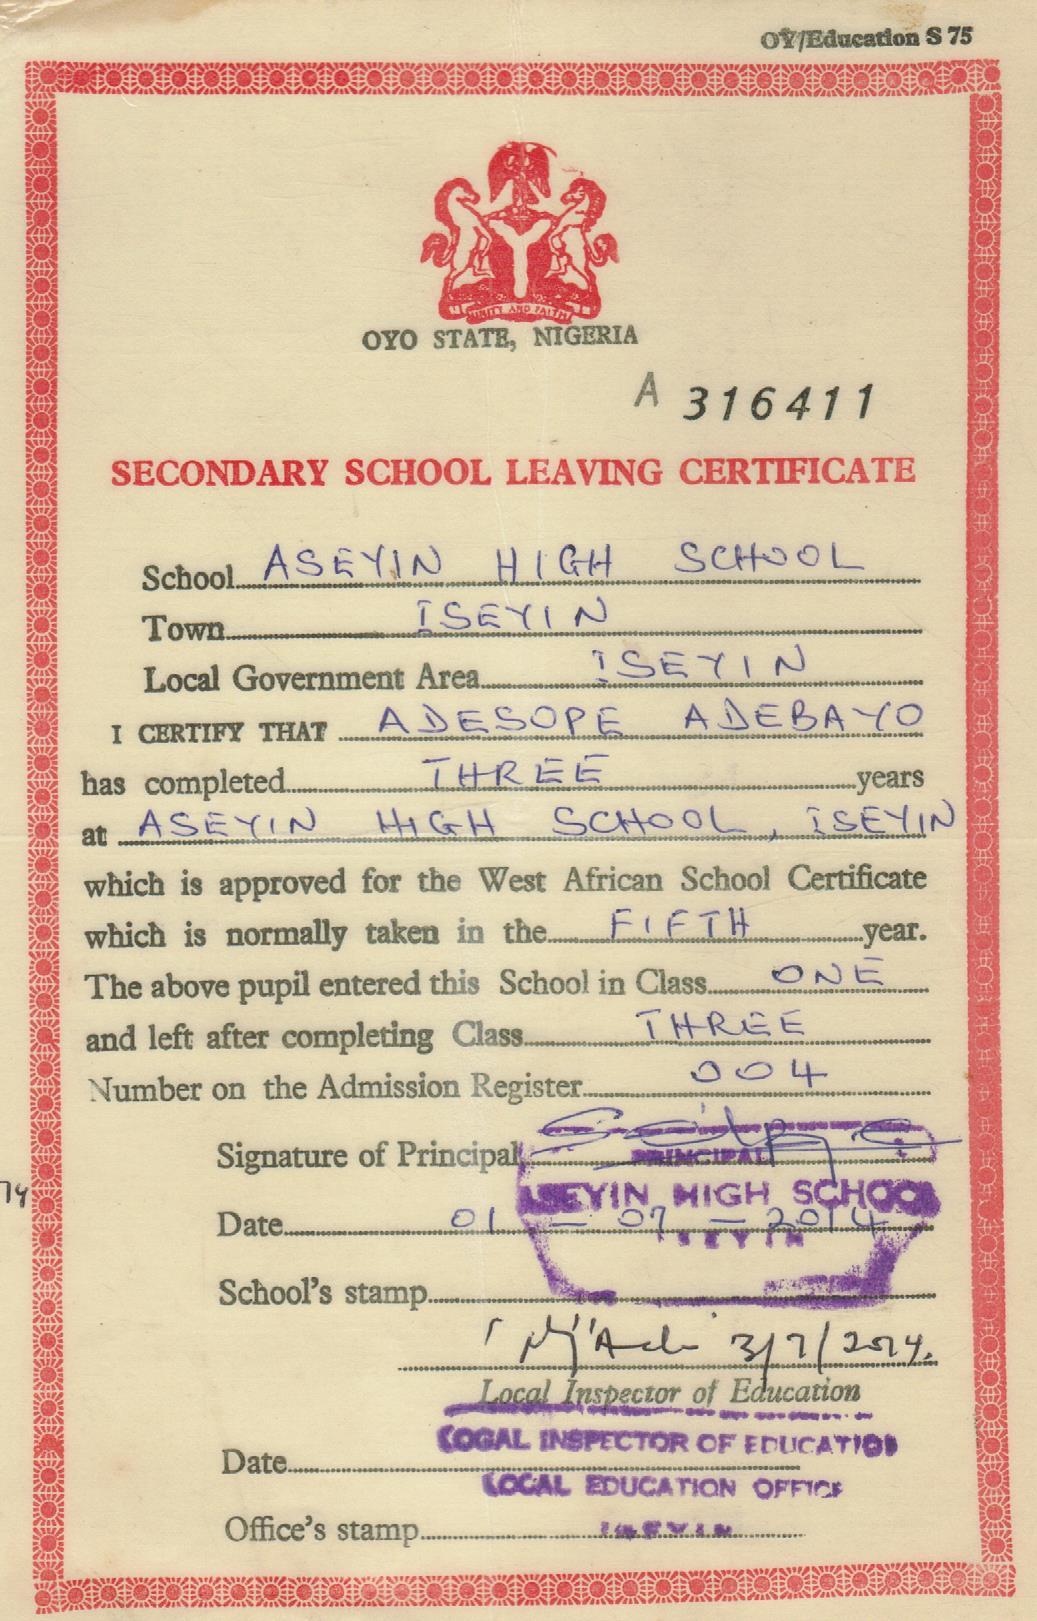 OY/Education S 75
UNITY AND FAITH
OYO STATE, NIGERIA
A 316411
SECONDARY SCHOOL LEAVING CERTIFICATE
School ASEYIN HIGH SCHOOL
Town ISEYIN
Local Government Area ISEYIN
I CERTIFY THAT ADESOPE ADEBAYO
has completed THREE years
at ASEYIN HIGH SCHOOL, ISEYIN
which is approved for the West African School Certificate
which is normally taken in the FIFTH year.
The above pupil entered this School in Class ONE
and left after completing Class THREE
Number on the Admission Register 004
Signature of Principal
PRINCIPAL
ASEYIN HIGH SCHOOL
Date 01 - 07 - 2014
ISEYIN
School's stamp
3/7/2014.
Local Inspector of Education
LOCAL INSPECTOR OF EDUCATION
Date
LOCAL EDUCATION OFFICE
Office's stamp ISEYIN